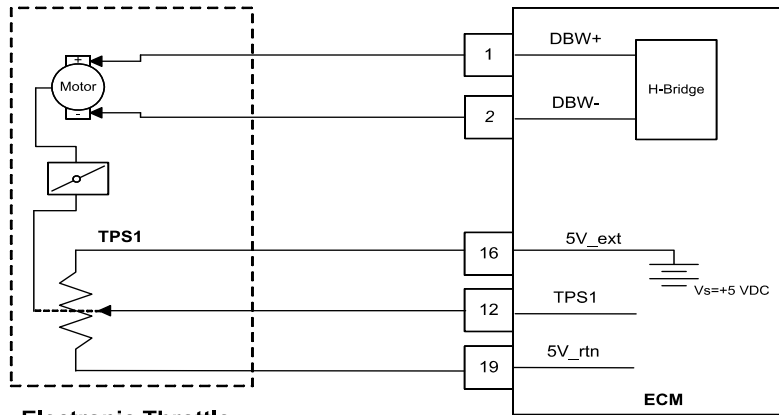 +
Motor
-
TPS1
1
2
16
12
19
DBW+
DBW-
H-Bridge
5V_ext
Vs=+5 VDC
TPS1
5V_rtn
ECM
Electronic Throttle